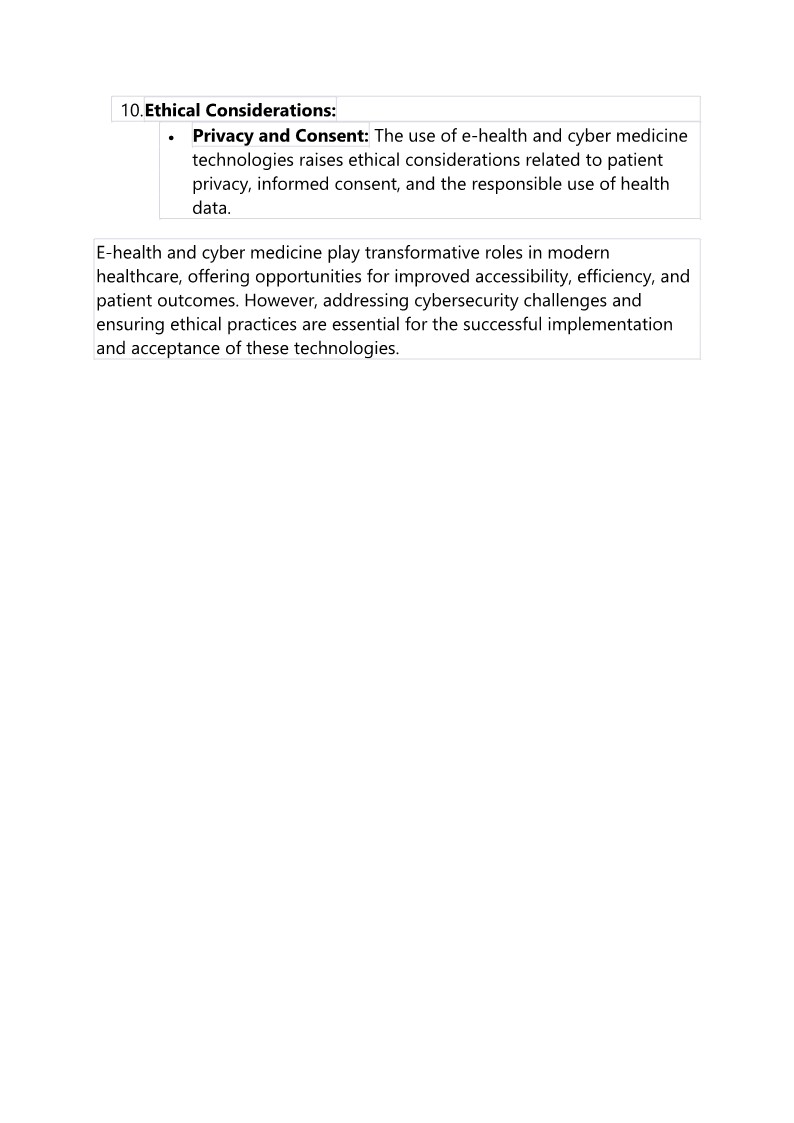 10.Ethical Considerations:
• Privacy and Consent: The use of e-health and cyber medicine
technologies raises ethical considerations related to patient
privacy, informed consent, and the responsible use of health
data.
E-health and cyber medicine play transformative roles in modern
healthcare, offering opportunities for improved accessibility, efficiency, and
patient outcomes. However, addressing cybersecurity challenges and
ensuring ethical practices are essential for the successful implementation
and acceptance of these technologies.